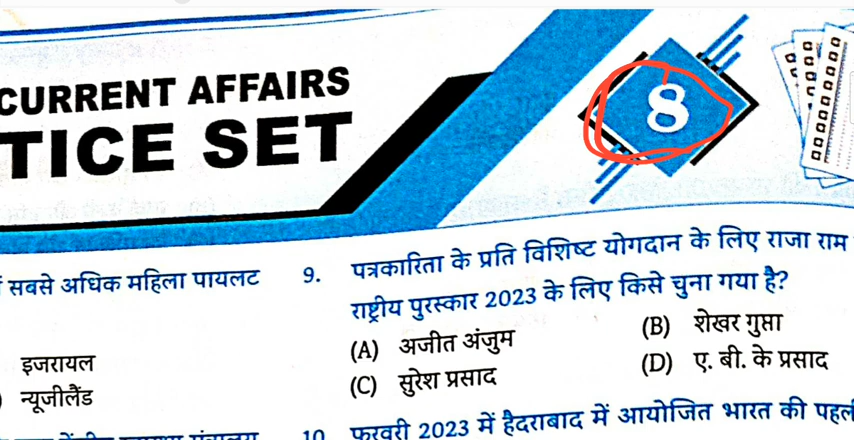 CURRENT AFFAIRS
TICE SET
8
सबसे अधिक महिला पायलट
इजरायल
न्यूजीलैंड
9. पत्रकारिता के प्रति विशिष्ट योगदान के लिए राजा राम
राष्ट्रीय पुरस्कार 2023 के लिए किसे चुना गया है?
(A) अजीत अंजुम (B) शेखर गुप्ता
(C) सुरेश प्रसाद (D) ए. बी. के प्रसाद
10. फरवरी 2023 में हैदराबाद में आयोजित भारत की पहली